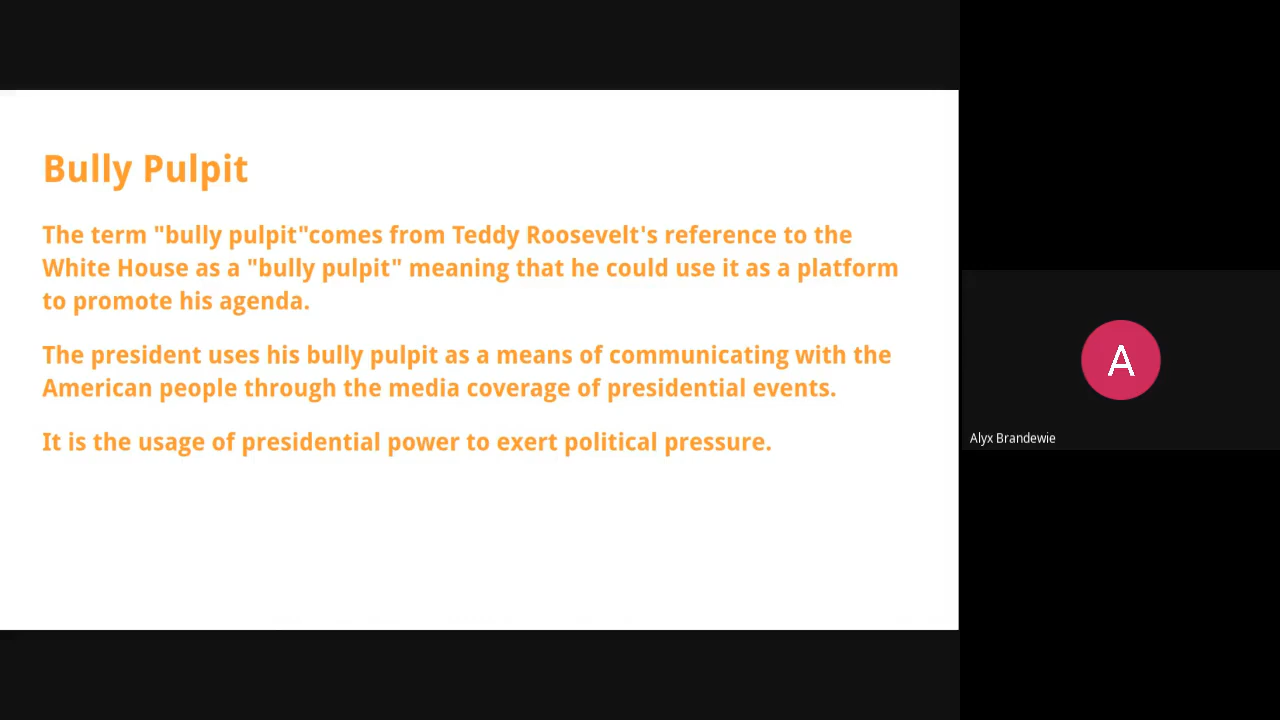 Bully Pulpit
The term "bully pulpit"comes from Teddy Roosevelt's reference to the
White House as a "bully pulpit" meaning that he could use it as a platform
to promote his agenda.
The president uses his bully pulpit as a means of communicating with the
American people through the media coverage of presidential events.
It is the usage of presidential power to exert political pressure.
A
Alyx Brandewie